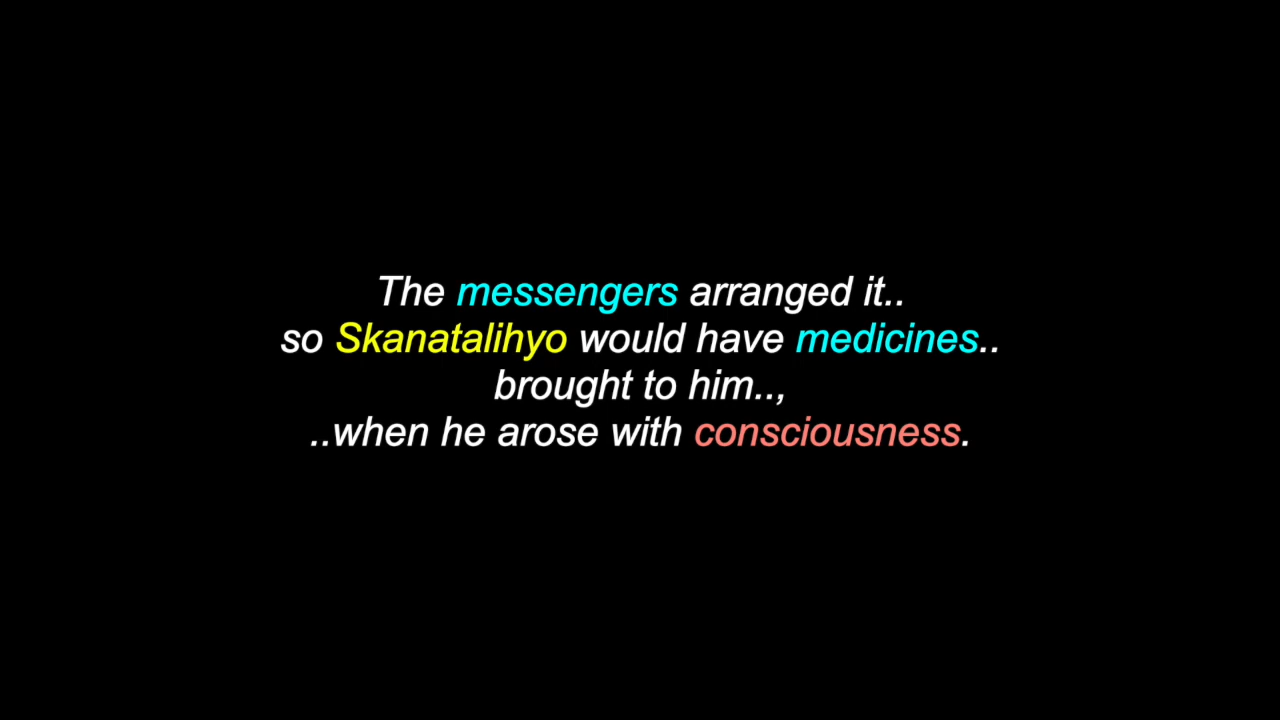 The messengers arranged it..
so Skanatalihyo would have medicines..
brought to him..,
..when he arose with consciousness.